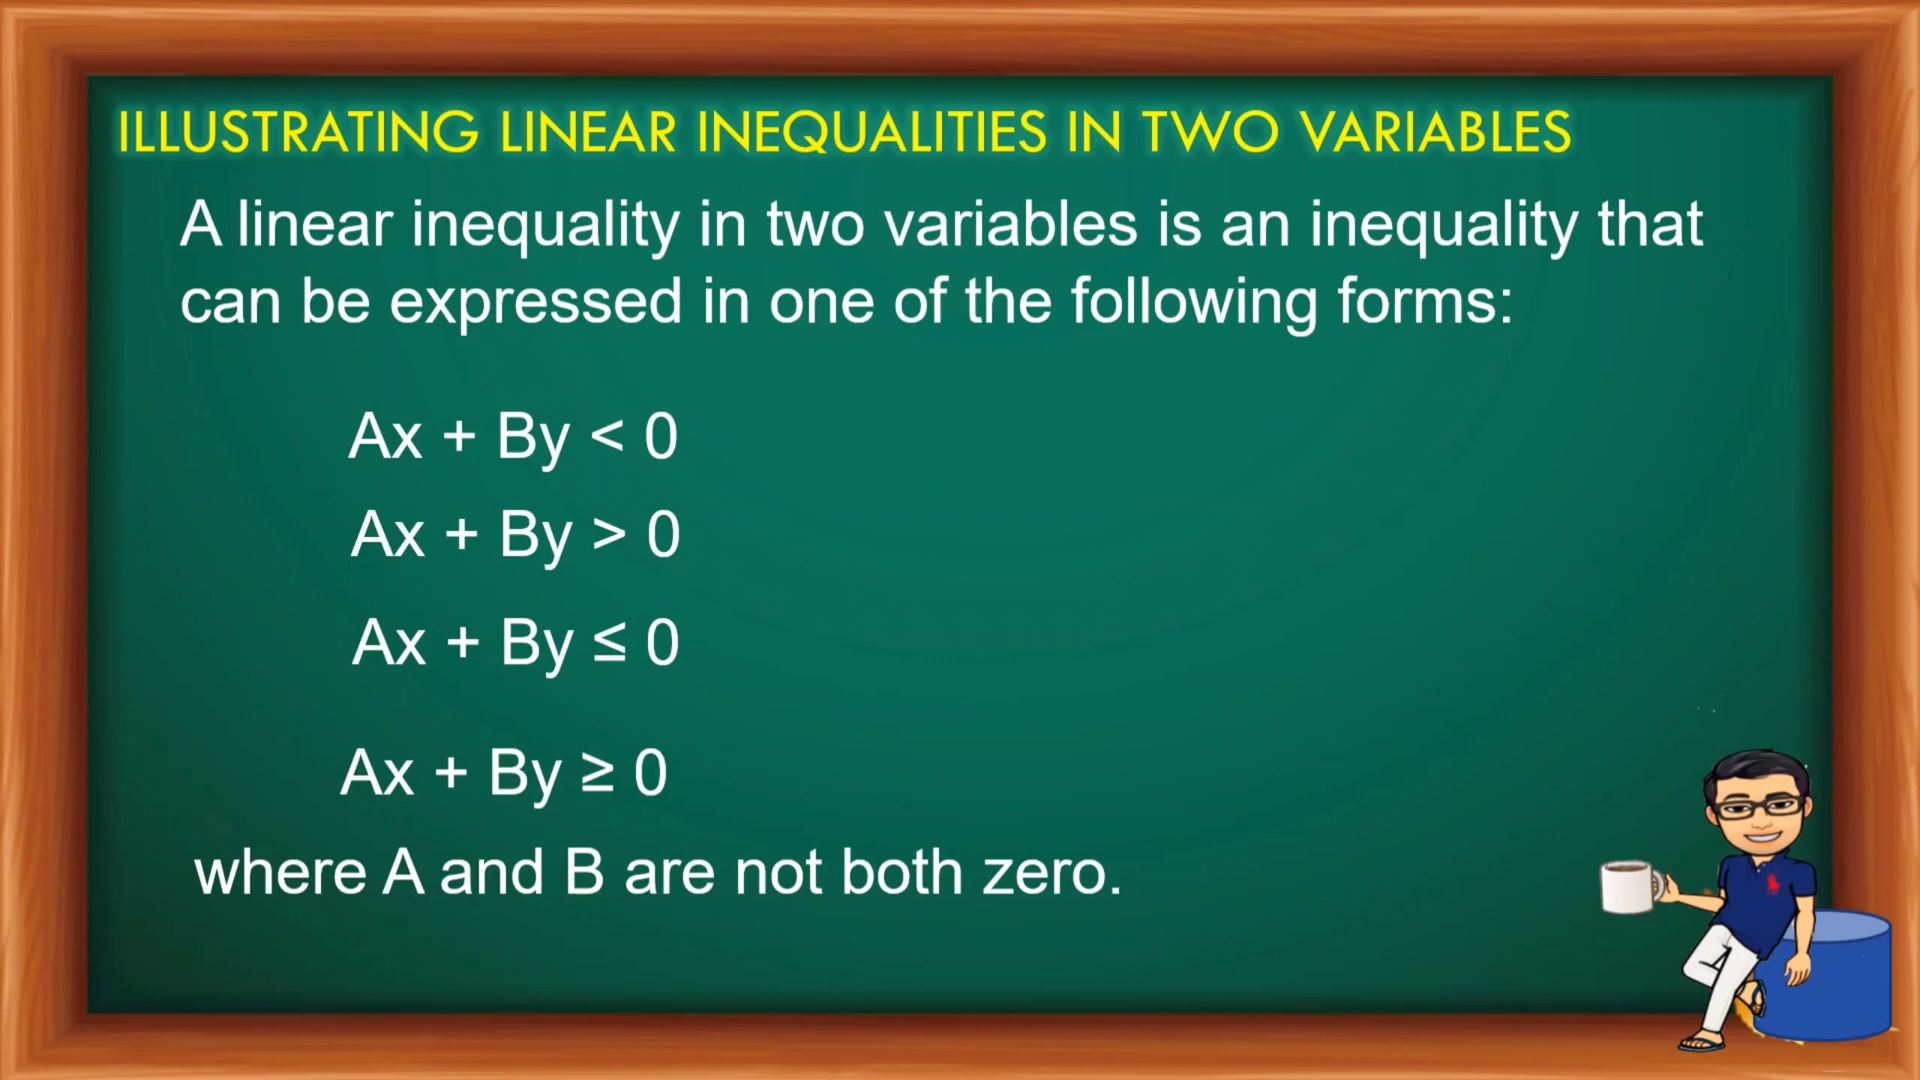 ILLUSTRATING LINEAR INEQUALITIES IN TWO VARIABLES
A linear inequality in two variables is an inequality that
can be expressed in one of the following forms:
Ax + By < 0
Ax + By > 0
Ax + By ≤ 0
Ax + By ≥ 0
where A and B are not both zero.